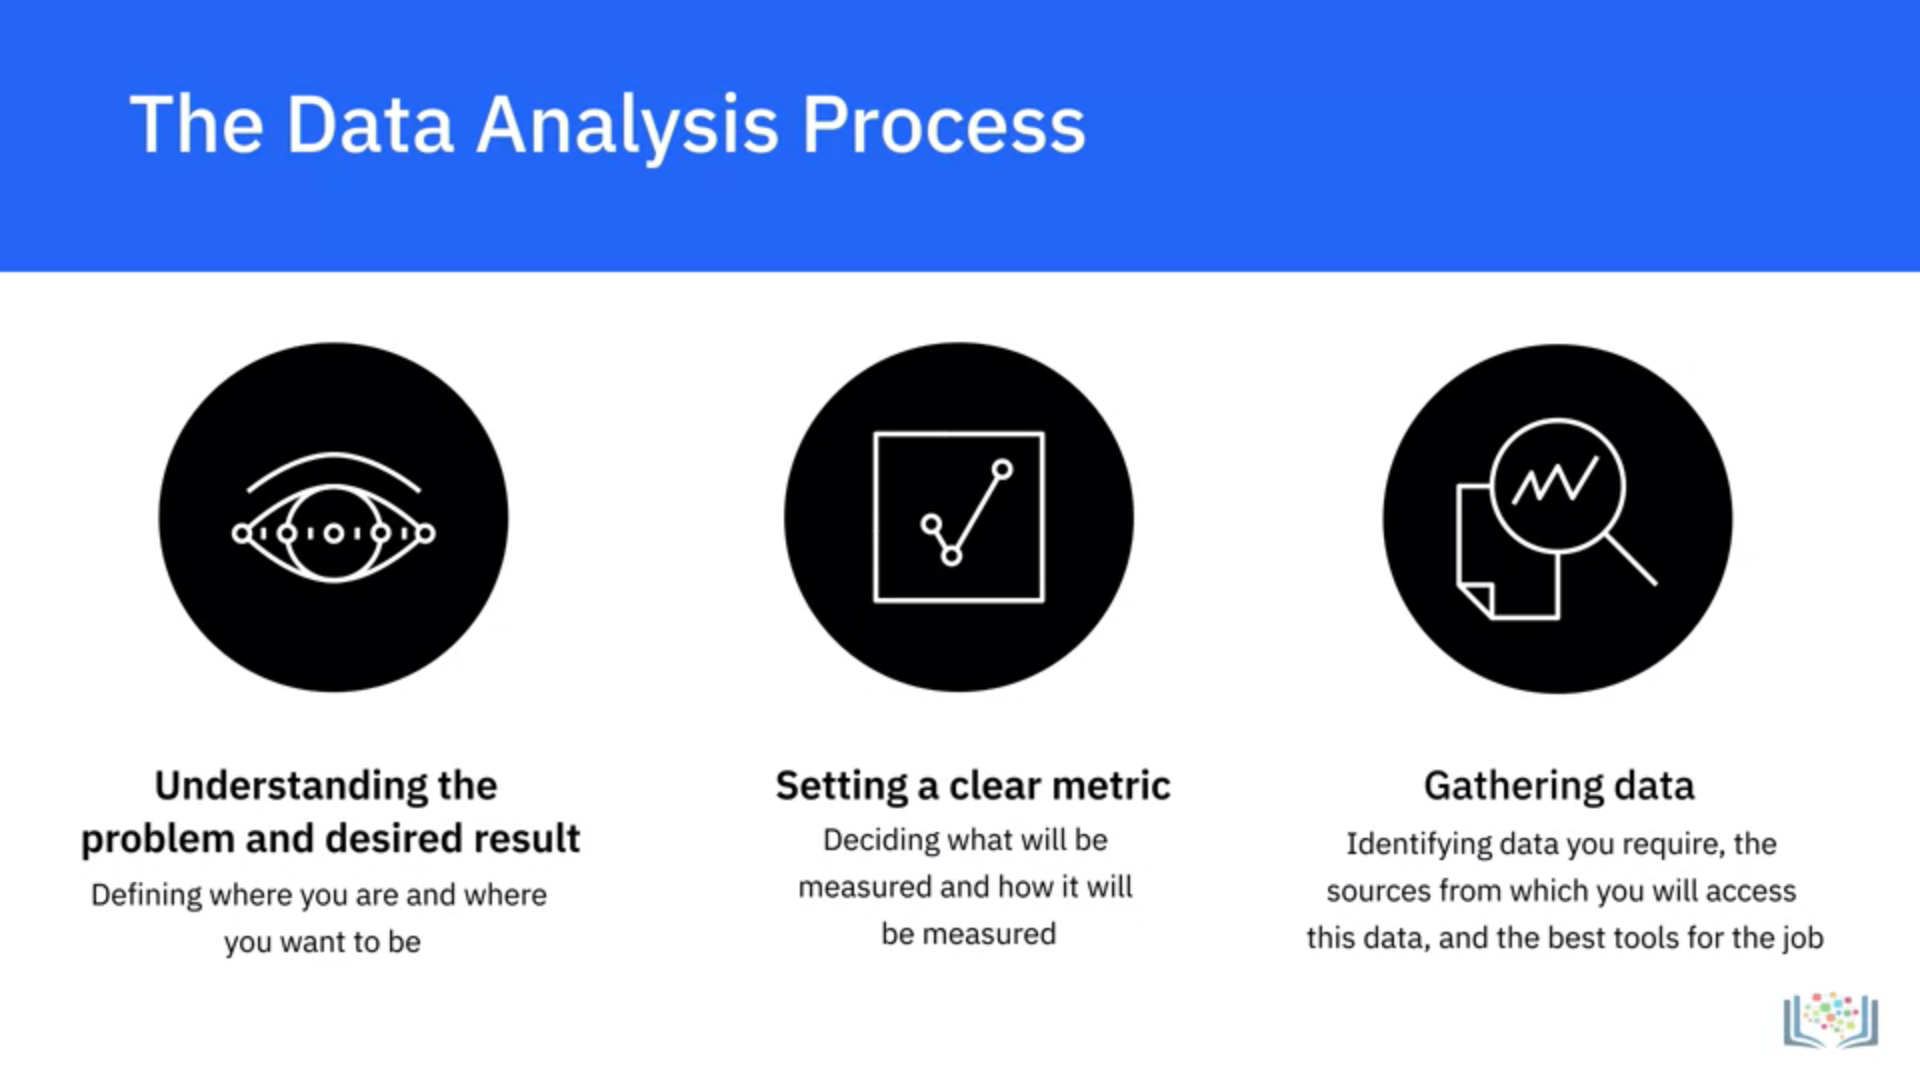 The Data Analysis Process
Understanding the
problem and desired result
Defining where you are and where
you want to be
Setting a clear metric
Deciding what will be
measured and how it will
be measured
Gathering data
Identifying data you require, the
sources from which you will access
this data, and the best tools for the job